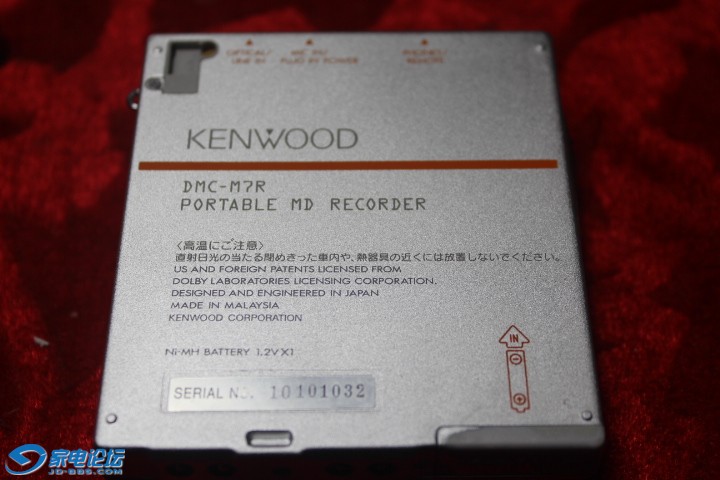 OPTICAL/ MIC IN/ PHONES/
LINE IN PLUG IN POWER REMOTE
KENWOOD
DMC-M7R
PORTABLE MD RECORDER
〈高温にご注意〉
直射日光の当たる閉めきった車内や、熱器具の近くには放置しないでください。
US AND FOREIGN PATENTS LICENSED FROM
DOLBY LABORATORIES LICENSING CORPORATION.
DESIGNED AND ENGINEERED IN JAPAN
MADE IN MALAYSIA
KENWOOD CORPORATION
IN
Ni-MH BATTERY 1.2V X1
SERIAL NO. 10101032
家电论坛
JD-BBS.COM